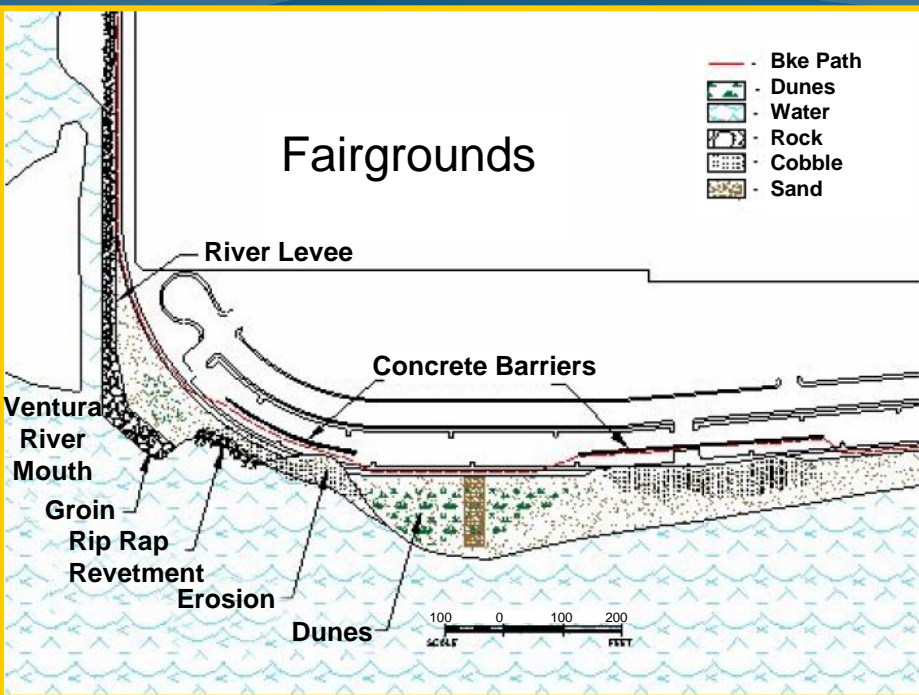 Bke Path
Dunes
Water
Rock
Cobble
Sand
Fairgrounds
River Levee
Concrete Barriers
Ventura
River
Mouth
Groin
Rip Rap
Revetment
Erosion
Dunes
100 0 100 200
SCALE FEET